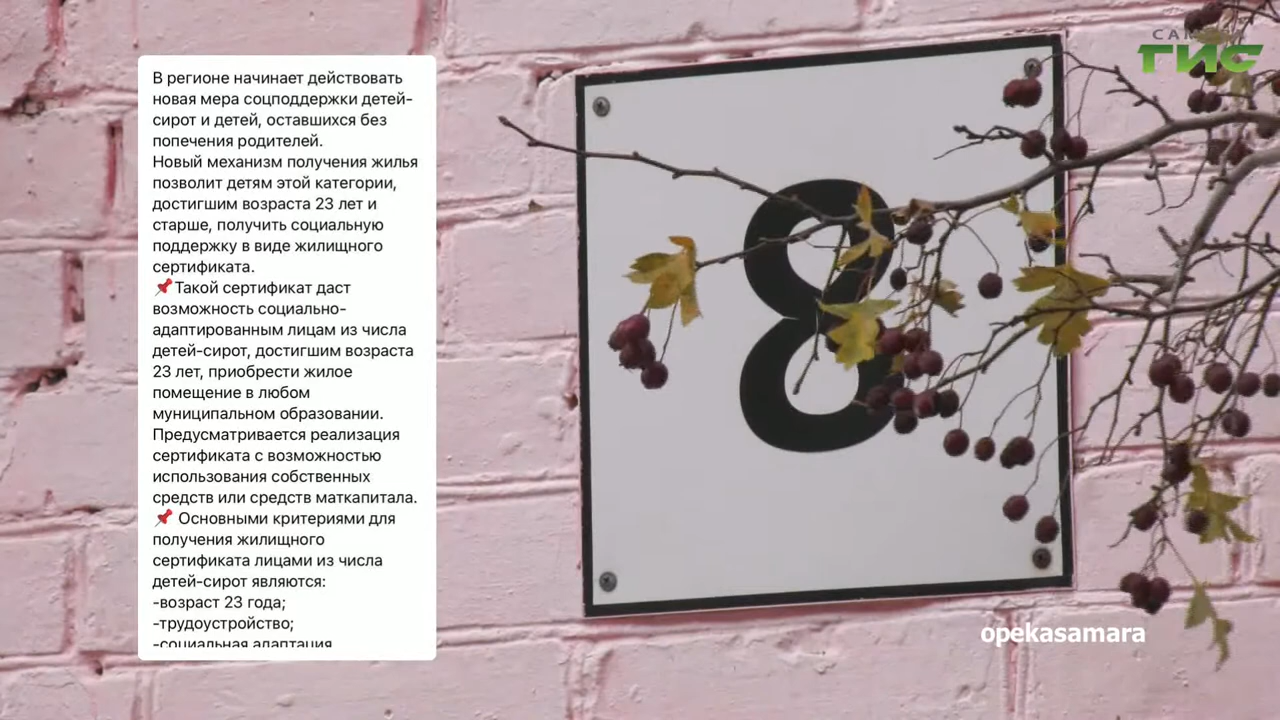 В регионе начинает действовать
новая мера соцподдержки детей-
сирот и детей, оставшихся без
попечения родителей.
Новый механизм получения жилья
позволит детям этой категории,
достигшим возраста 23 лет и
старше, получить социальную
поддержку в виде жилищного
сертификата.
📌Такой сертификат даст
возможность социально-
адаптированным лицам из числа
детей-сирот, достигшим возраста
23 лет, приобрести жилое
помещение в любом
муниципальном образовании.
Предусматривается реализация
сертификата с возможностью
использования собственных
средств или средств маткапитала.
📌 Основными критериями для
получения жилищного
сертификата лицами из числа
детей-сирот являются:
-возраст 23 года;
-трудоустройство;
-социальная адаптация
8
САМАРА
ГИС
opekasamara